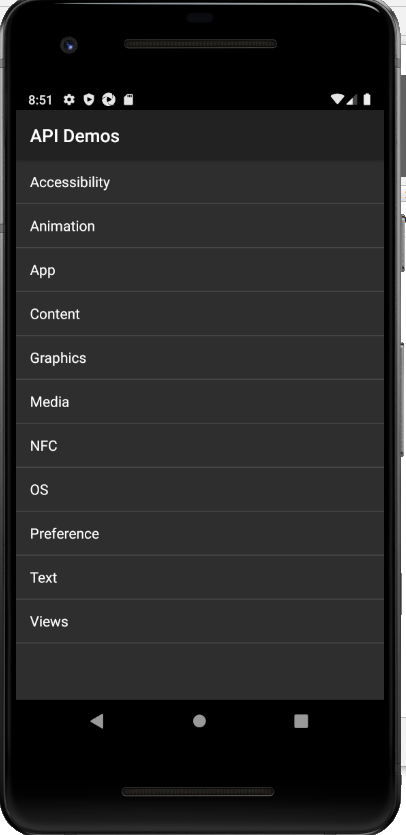 8:51
API Demos
Accessibility
Animation
App
Content
Graphics
Media
NFC
OS
Preference
Text
Views